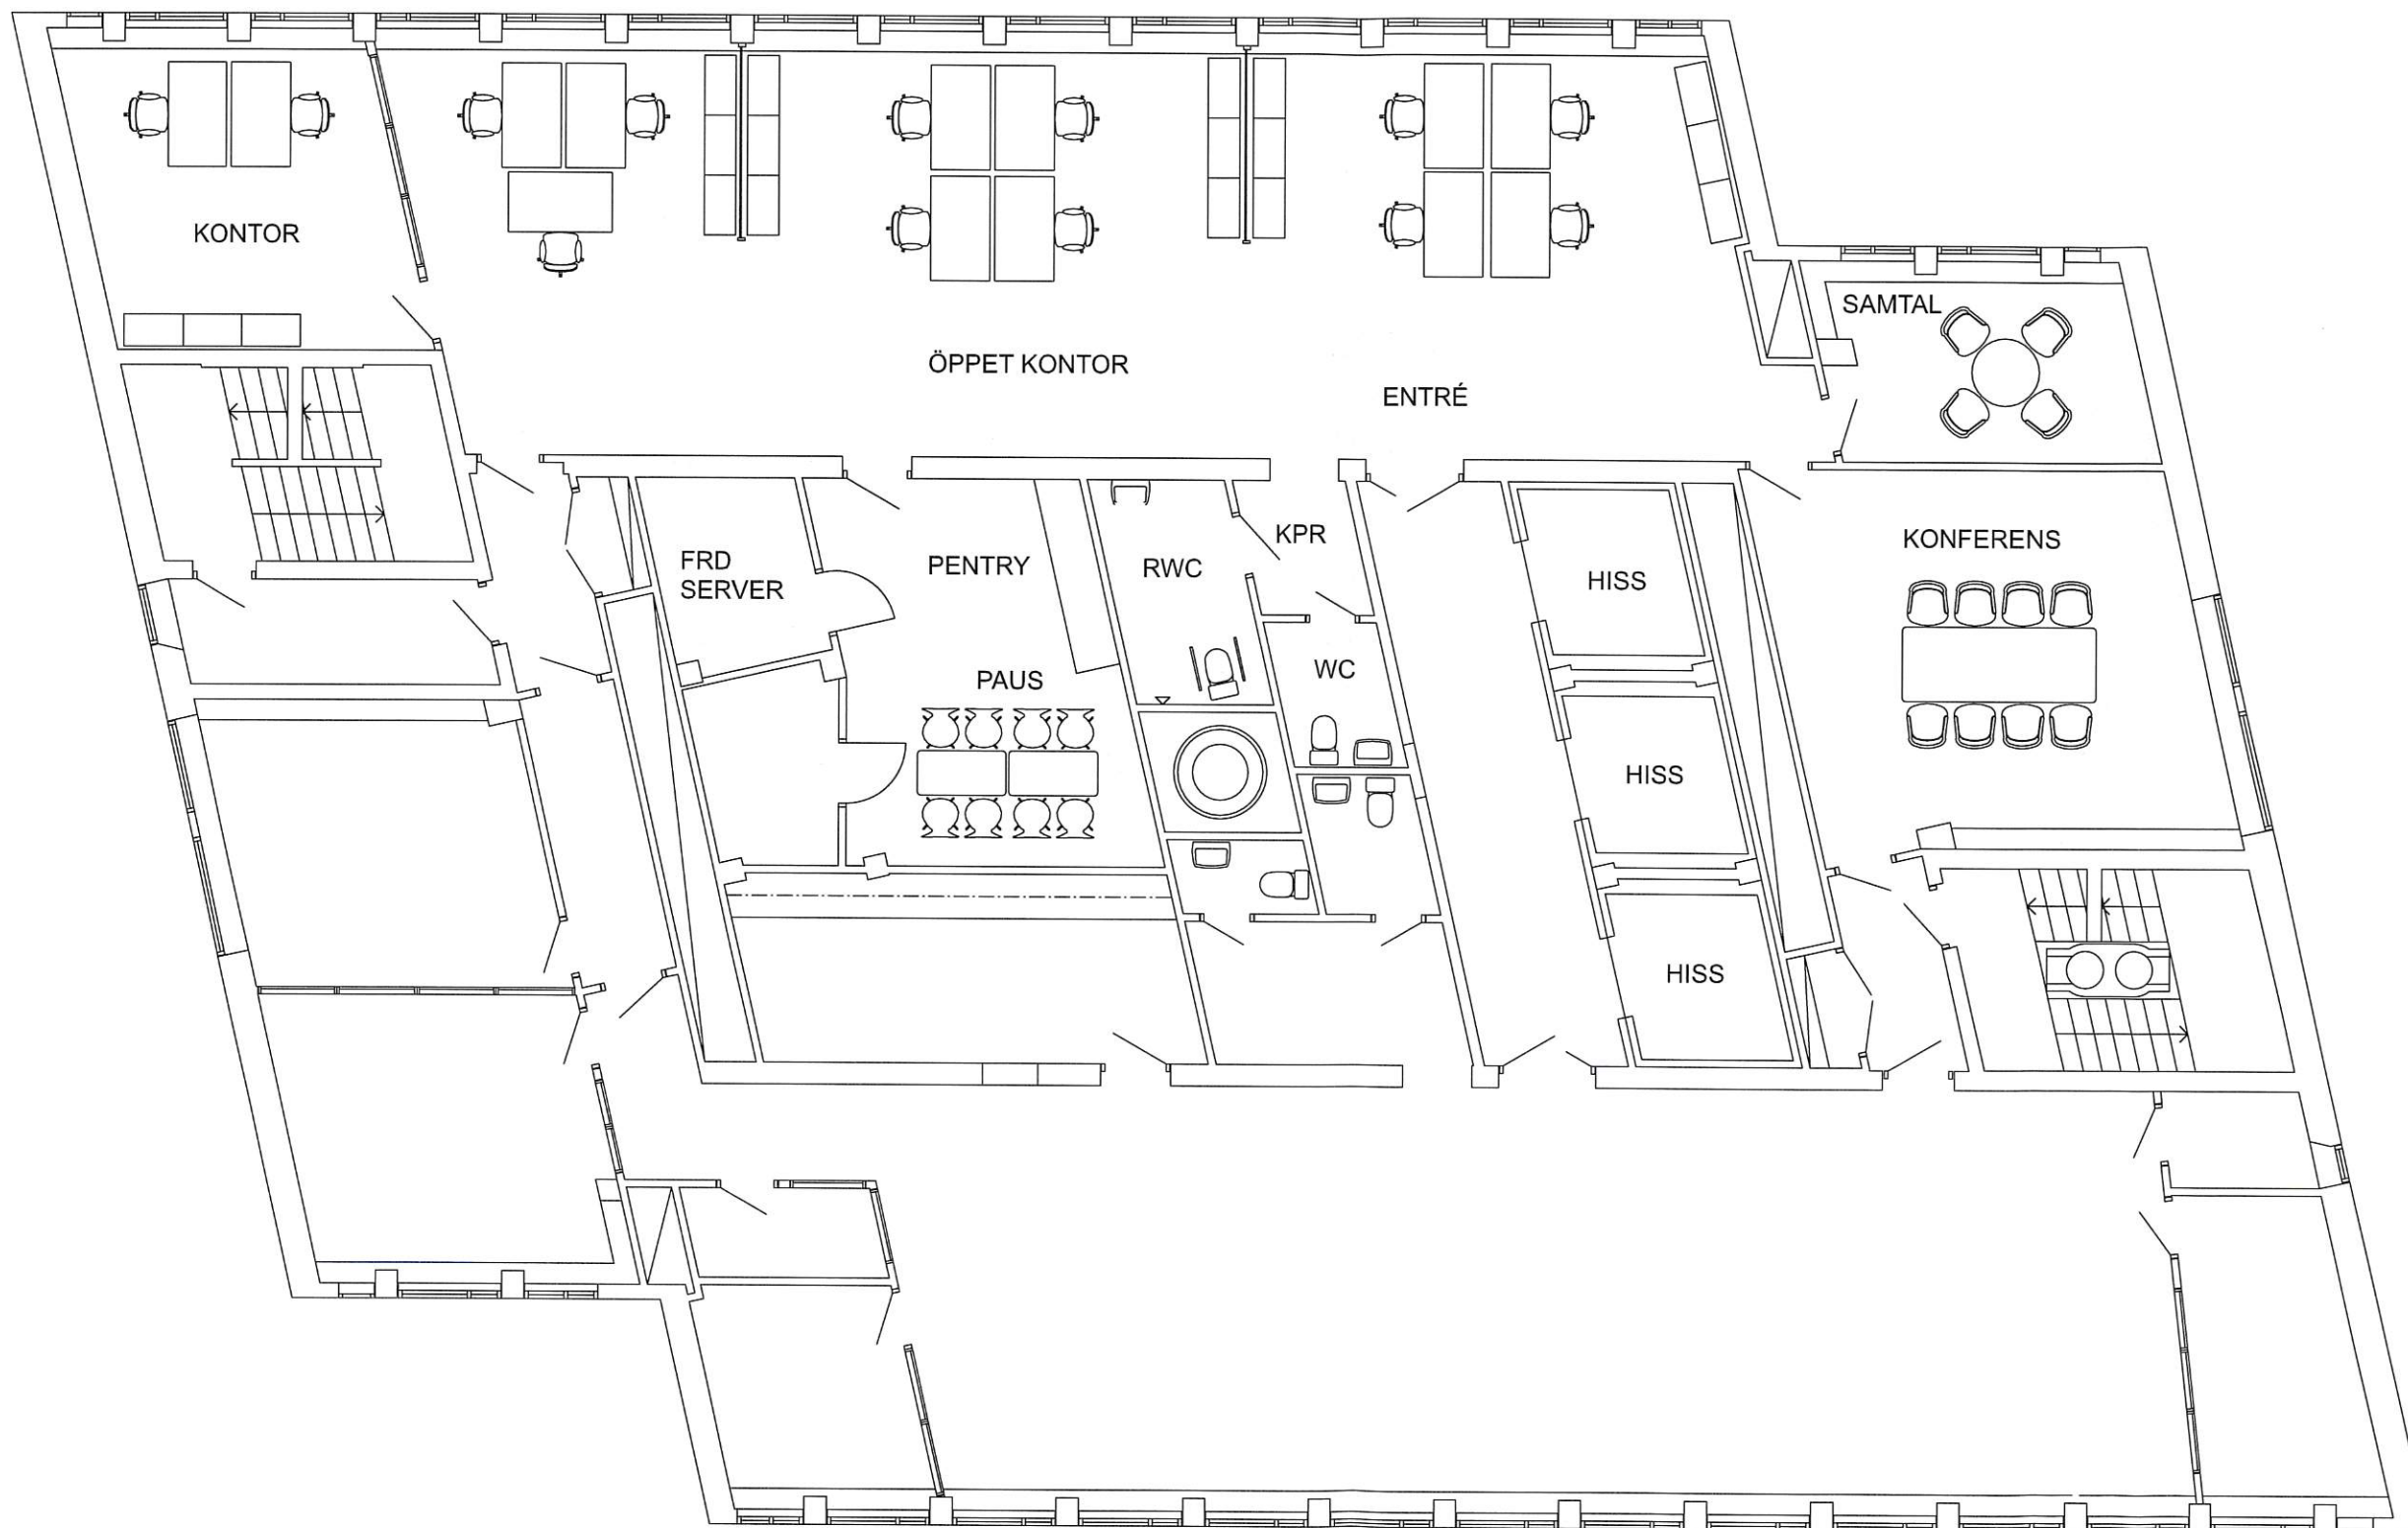 KONTOR
SAMTAL
ÖPPET KONTOR
ENTRÉ
KPR
KONFERENS
FRD
SERVER
PENTRY
RWC
HISS
PAUS
WC
HISS
HISS